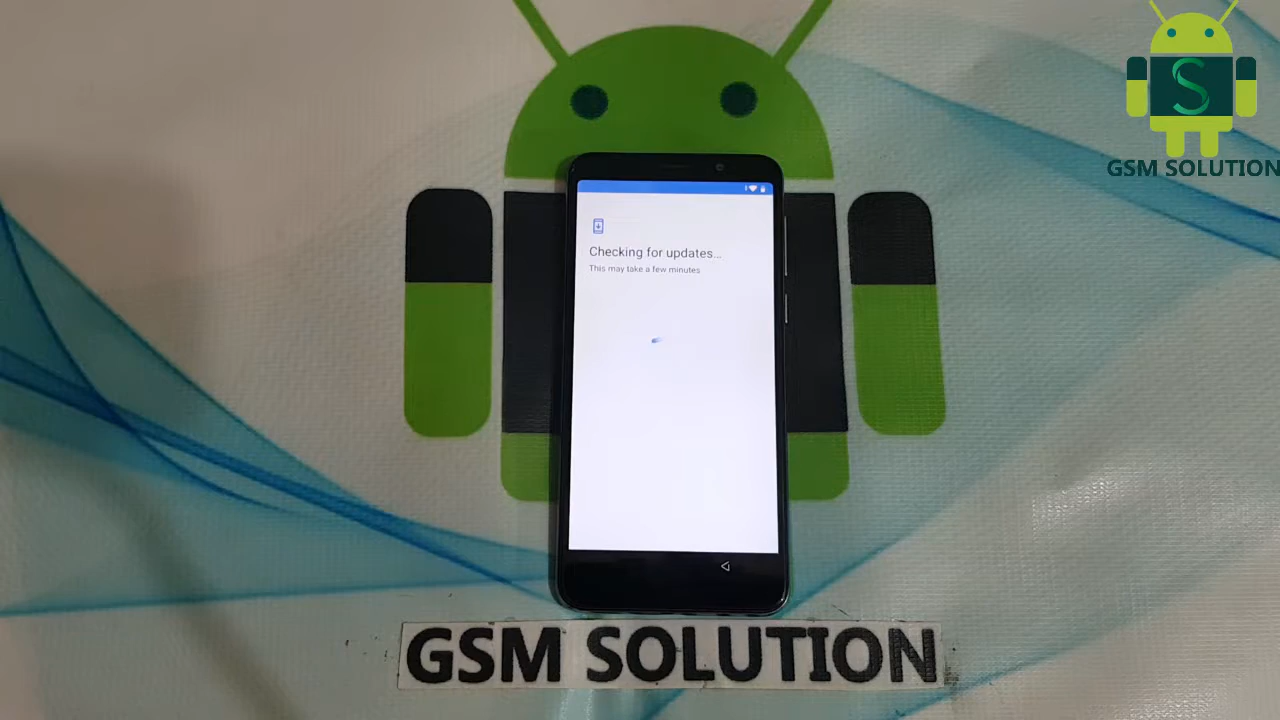 S
GSM SOLUTION
Checking for updates...
This may take a few minutes
GSM SOLUTION